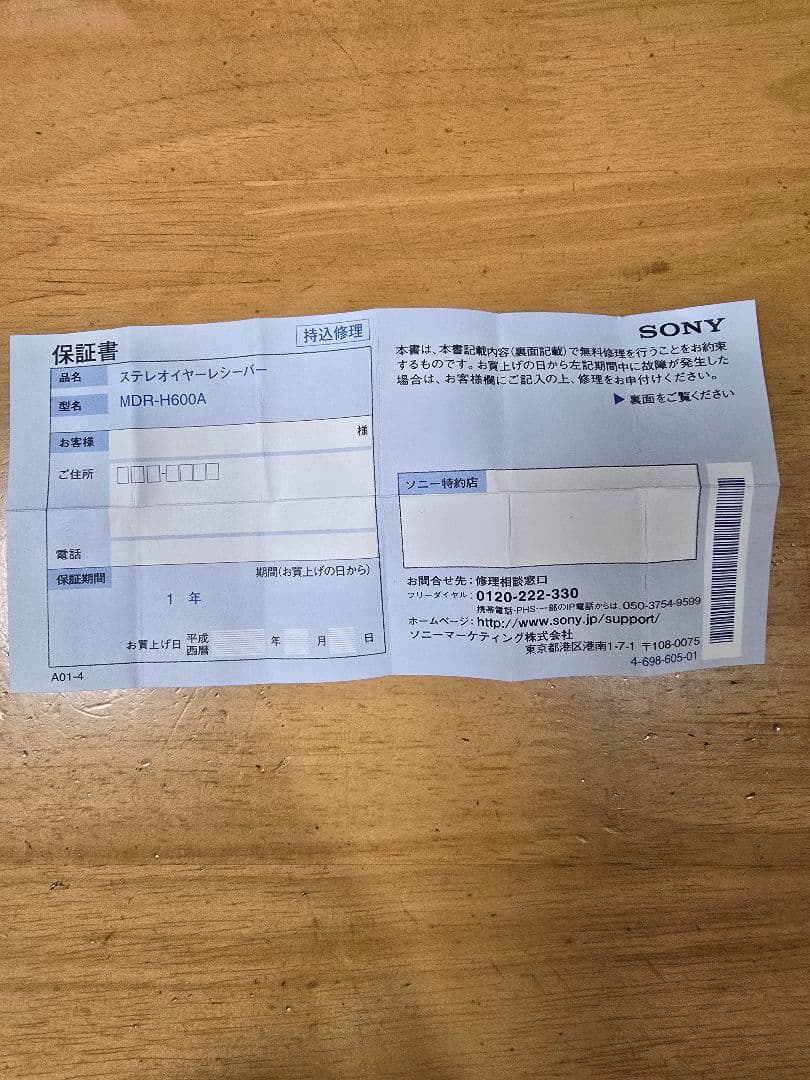 保証書
持込修理
品名 ステレオイヤーレシーバー
型名 MDR-H600A
お客様 様
ご住所
電話
保証期間 期間(お買上げの日から)
1 年
お買上げ日 平成 西暦 年 月 日
A01-4
SONY
本書は、本書記載内容(裏面記載)で無料修理を行うことをお約束
するものです。お買上げの日から左記期間中に故障が発生した
場合は、お客様欄にご記入の上、修理をお申付けください。
▶ 裏面をご覧ください
ソニー特約店
お問合せ先:修理相談窓口
フリーダイヤル:0120-222-330
携帯電話・PHS・一部のIP電話からは、050-3754-9599
ホームページ:http://www.sony.jp/support/
ソニーマーケティング株式会社
東京都港区港南1-7-1 〒108-0075
4-698-605-01